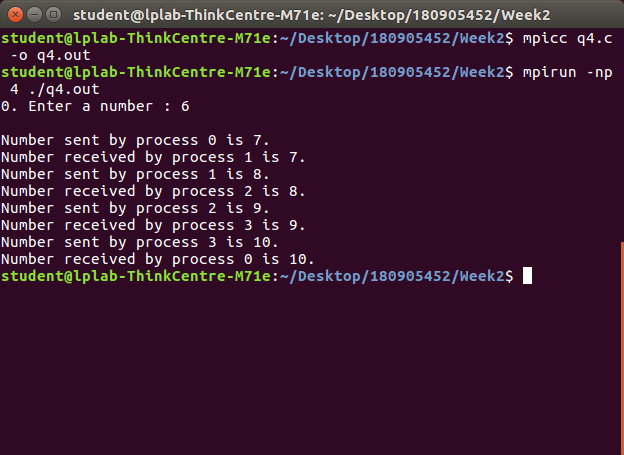 student@lplab-ThinkCentre-M71e: ~/Desktop/180905452/Week2
student@lplab-ThinkCentre-M71e:~/Desktop/180905452/Week2$ mpicc q4.c
-o q4.out
student@lplab-ThinkCentre-M71e:~/Desktop/180905452/Week2$ mpirun -np
4 ./q4.out
0. Enter a number : 6
Number sent by process 0 is 7.
Number received by process 1 is 7.
Number sent by process 1 is 8.
Number received by process 2 is 8.
Number sent by process 2 is 9.
Number received by process 3 is 9.
Number sent by process 3 is 10.
Number received by process 0 is 10.
student@lplab-ThinkCentre-M71e:~/Desktop/180905452/Week2$